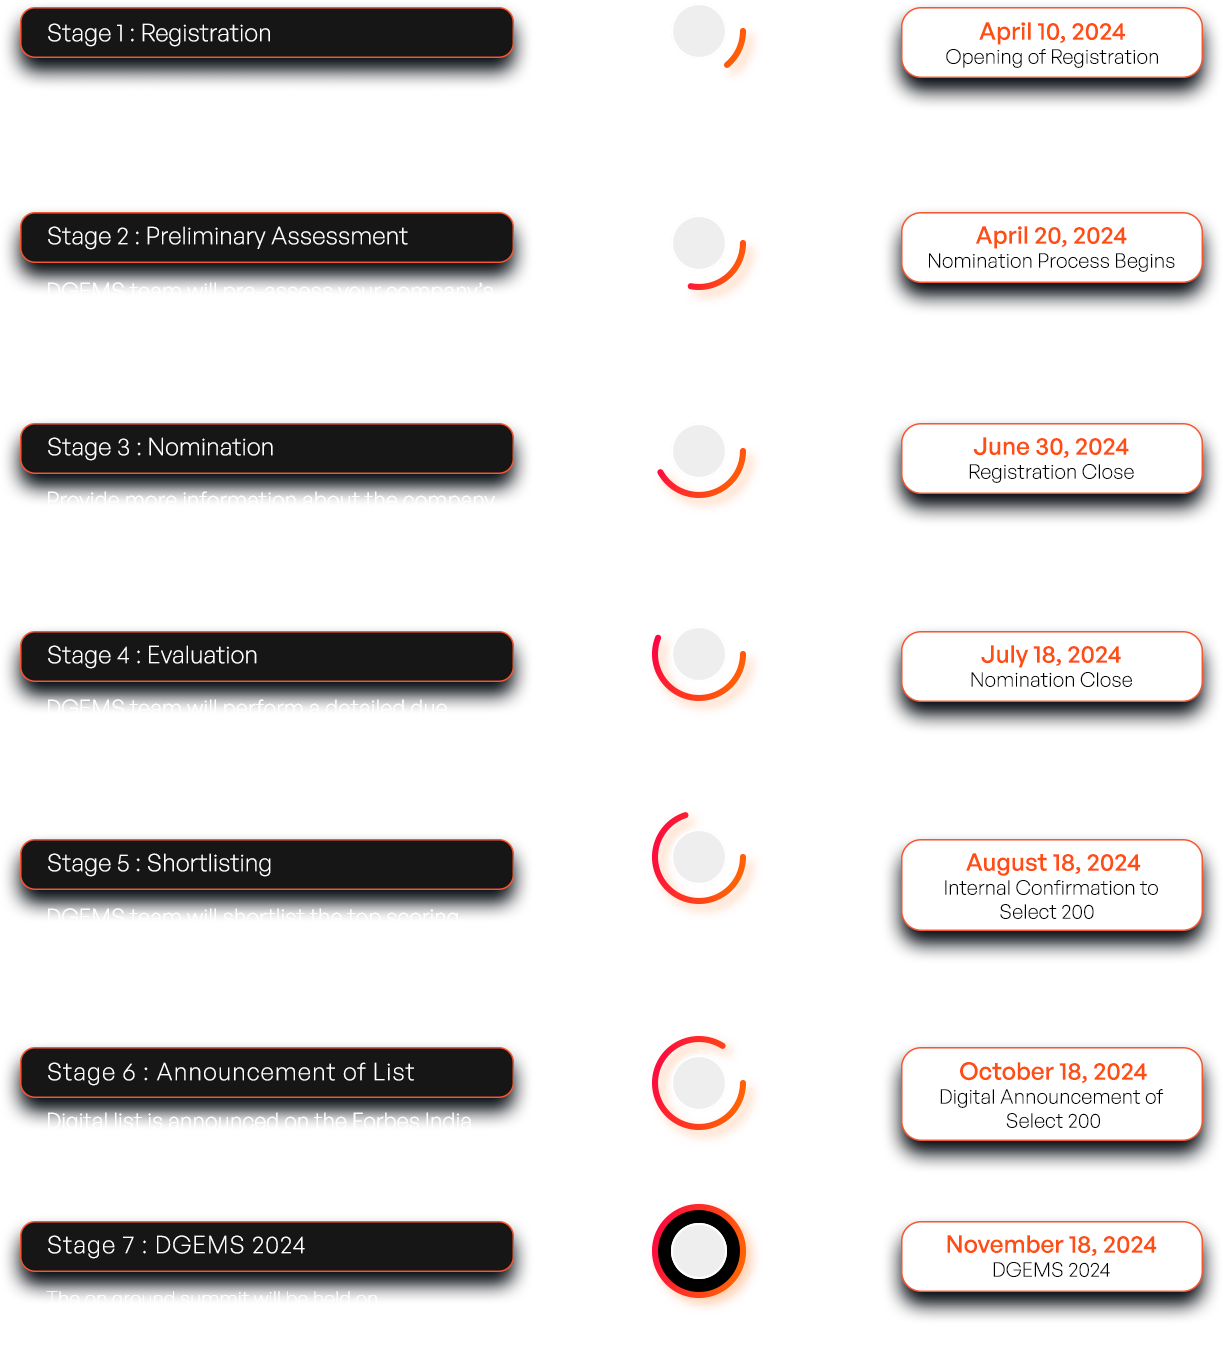 Stage 1 : Registration
April 10, 2024
Opening of Registration
Stage 2 : Preliminary Assessment
DGEMS team will pre-assess your company's
April 20, 2024
Nomination Process Begins
Stage 3 : Nomination
Provide more information about the company
June 30, 2024
Registration Close
Stage 4 : Evaluation
DGEMS team will perform a detailed due
July 18, 2024
Nomination Close
Stage 5 : Shortlisting
DGEMS team will shortlist the top scoring
August 18, 2024
Internal Confirmation to
Select 200
Stage 6 : Announcement of List
Digital list is announced on the Forbes India
October 18, 2024
Digital Announcement of
Select 200
Stage 7 : DGEMS 2024
The on ground summit will be held on
November 18, 2024
DGEMS 2024